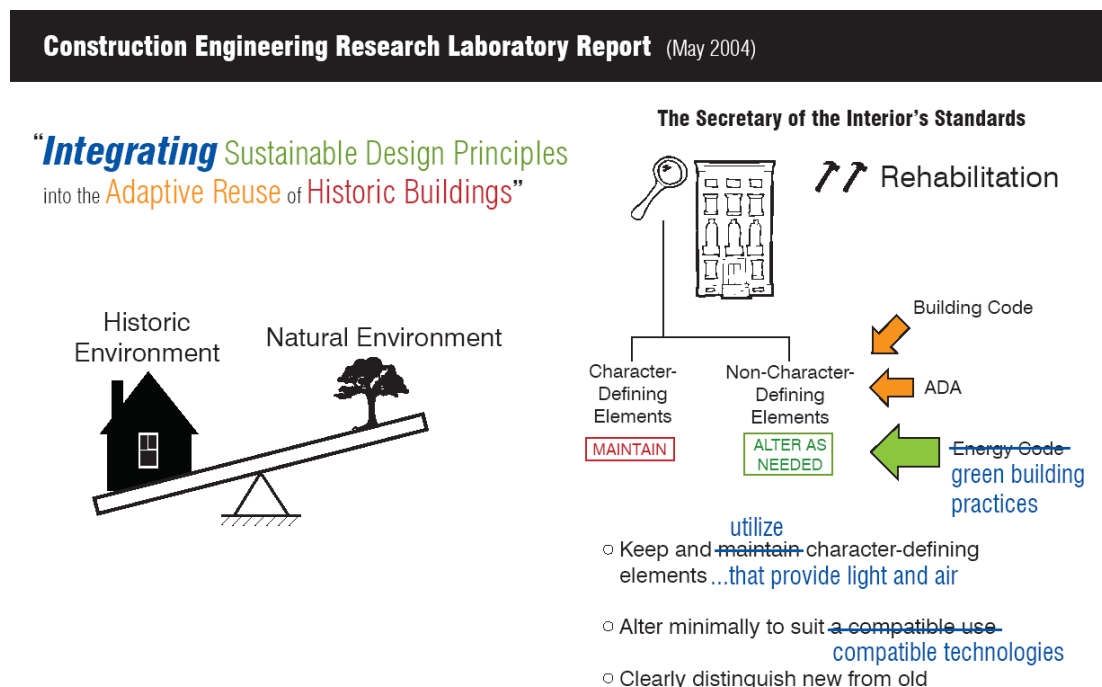 Construction Engineering Research Laboratory Report (May 2004)
“Integrating Sustainable Design Principles
into the Adaptive Reuse of Historic Buildings”
Historic
Environment
Natural Environment
The Secretary of the Interior’s Standards
Rehabilitation
Building Code
ADA
Energy Code
green building
practices
Character-
Defining
Elements
MAINTAIN
Non-Character-
Defining
Elements
ALTER AS
NEEDED
utilize
○ Keep and maintain character-defining
elements ...that provide light and air
○ Alter minimally to suit a compatible use
compatible technologies
○ Clearly distinguish new from old